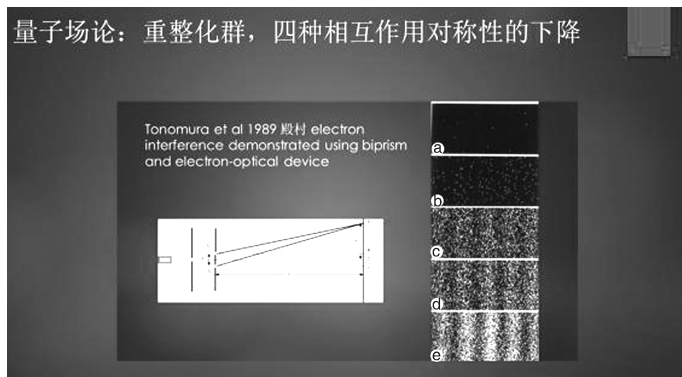 量子场论：重整化群，四种相互作用对称性的下降
Tonomura et al 1989 殿村 electron
interference demonstrated using biprism
and electron-optical device
a
b
c
d
e